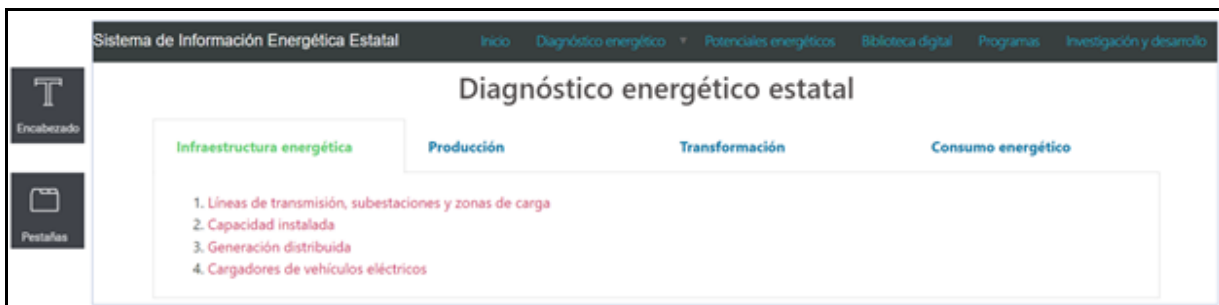 Sistema de Información Energética Estatal Inicio Diagnóstico energético Potenciales energéticos Biblioteca digital Programas Investigación y desarrollo
Diagnóstico energético estatal
Encabezado
Infraestructura energética Producción Transformación Consumo energético
1. Líneas de transmisión, subestaciones y zonas de carga
2. Capacidad instalada
Pestañas
3. Generación distribuida
4. Cargadores de vehículos eléctricos